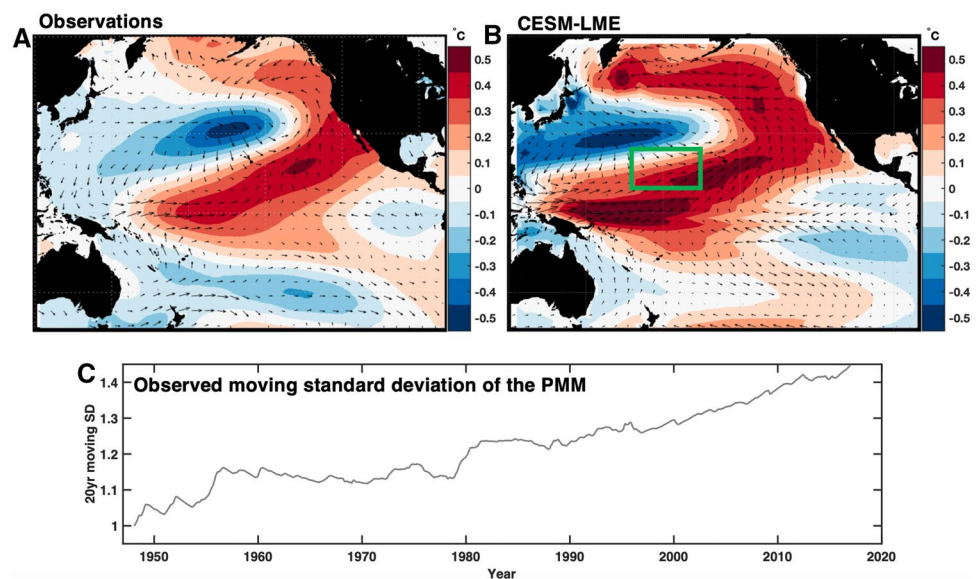 Observations
CESM-LME
A
B
°C
0.5
0.4
0.3
0.2
0.1
0
-0.1
-0.2
-0.3
-0.4
-0.5
°C
0.5
0.4
0.3
0.2
0.1
0
-0.1
-0.2
-0.3
-0.4
-0.5
C
Observed moving standard deviation of the PMM
20yr moving SD
1.4
1.3
1.2
1.1
1
1950 1960 1970 1980 1990 2000 2010 2020
Year